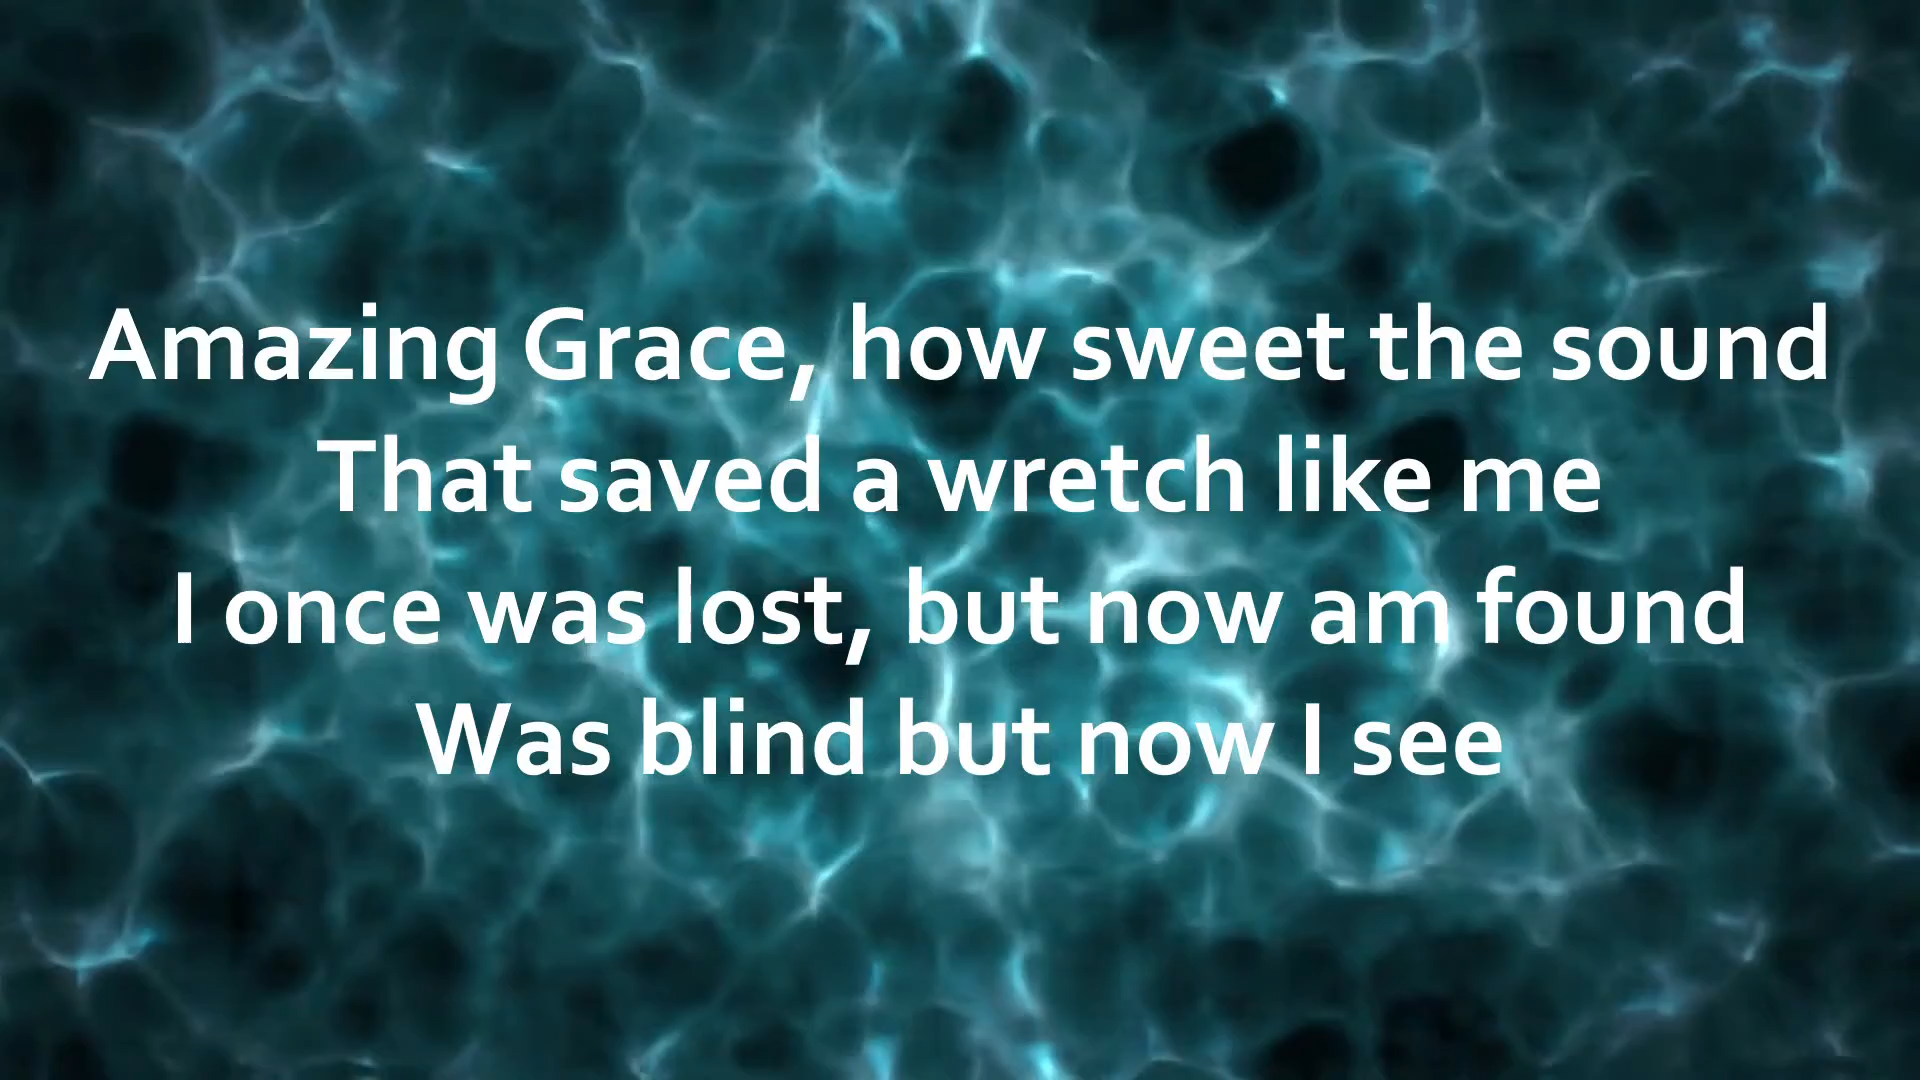 Amazing Grace, how sweet the sound
That saved a wretch like me
I once was lost, but now am found
Was blind but now I see